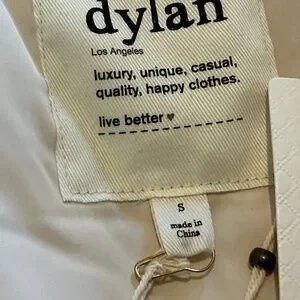 dylan
Los Angeles
luxury, unique, casual,
quality, happy clothes.
live better ♥
S
made in
China